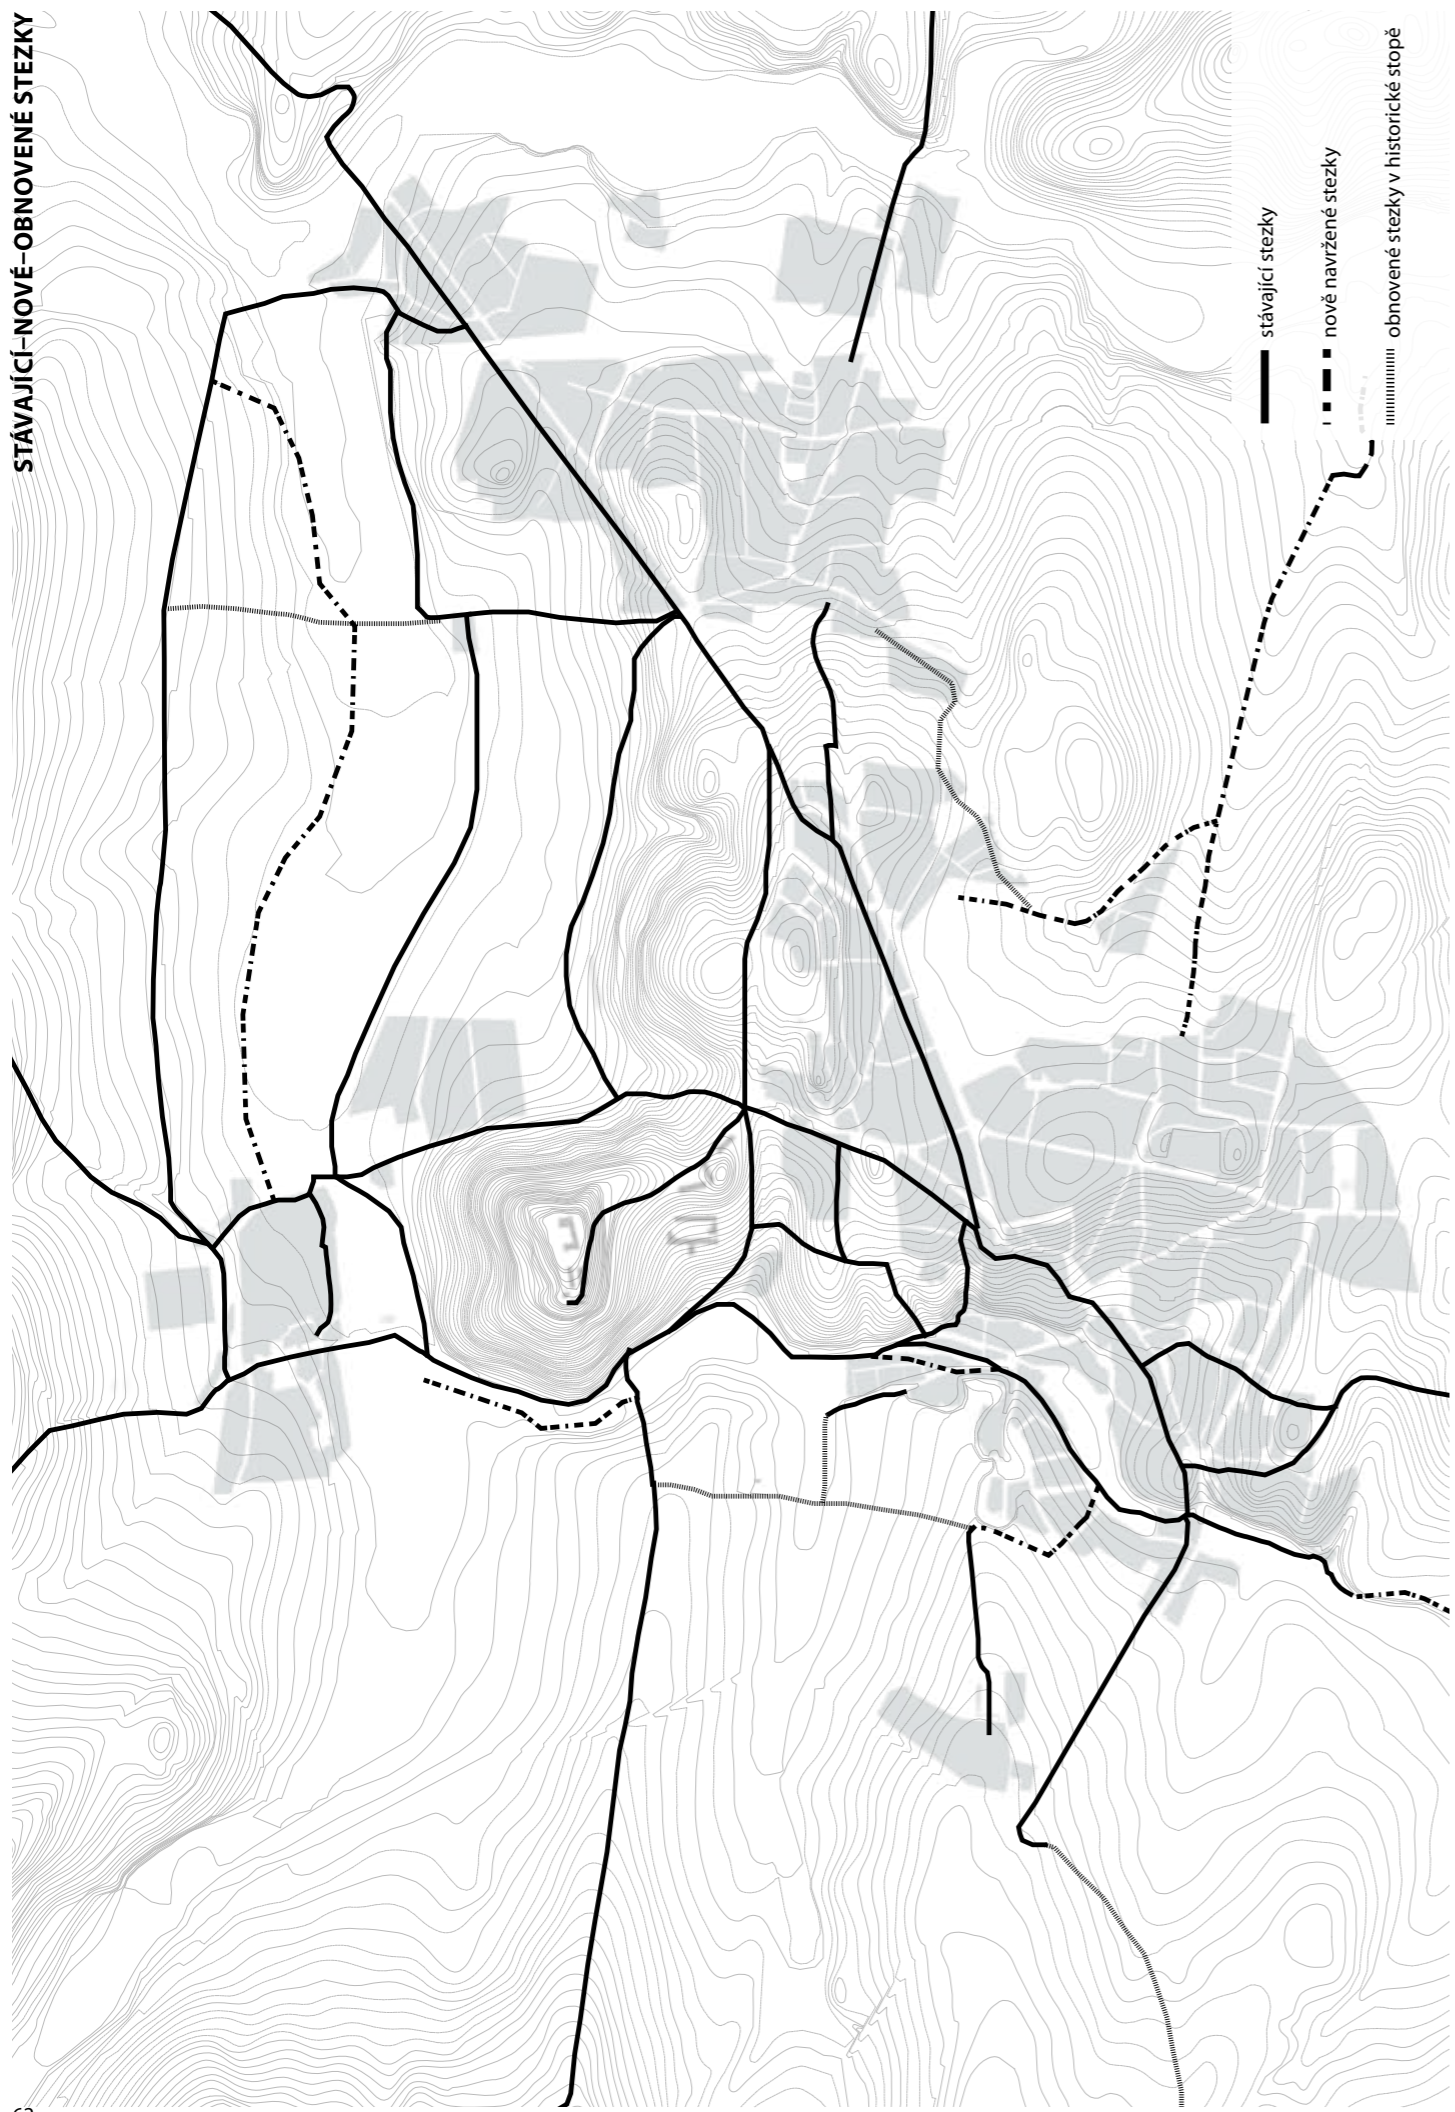 STÁVAJÍCÍ–NOVÉ–OBNOVENÉ STEZKY
stávající stezky
nově navržené stezky
obnovené stezky v historické stopě